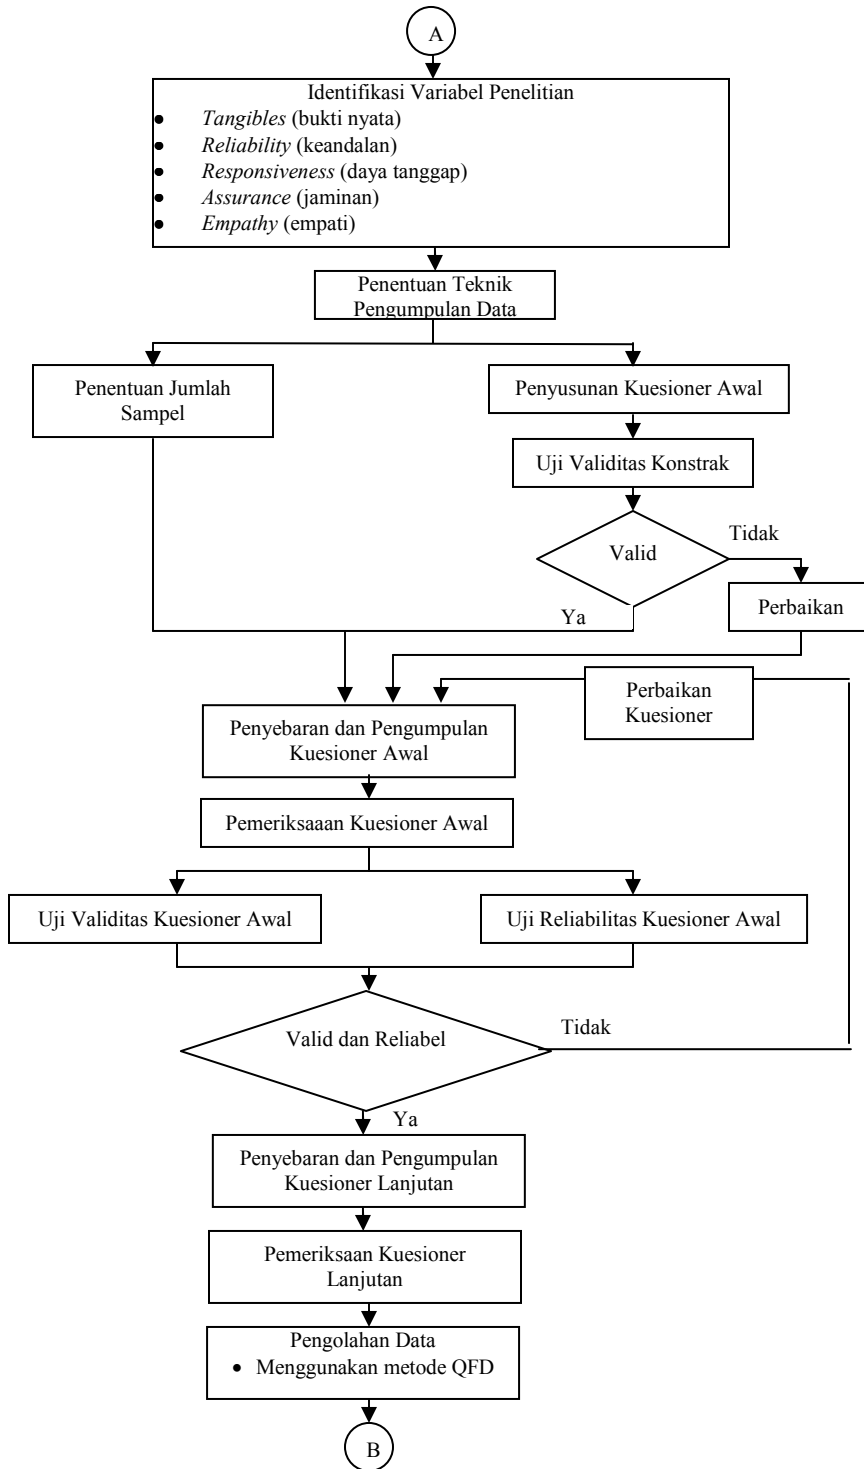 A
Identifikasi Variabel Penelitian
• Tangibles (bukti nyata)
• Reliability (keandalan)
• Responsiveness (daya tanggap)
• Assurance (jaminan)
• Empathy (empati)
Penentuan Teknik
Pengumpulan Data
Penentuan Jumlah
Sampel
Penyusunan Kuesioner Awal
Uji Validitas Konstrak
Valid
Tidak
Perbaikan
Ya
Perbaikan
Kuesioner
Penyebaran dan Pengumpulan
Kuesioner Awal
Pemeriksaaan Kuesioner Awal
Uji Validitas Kuesioner Awal
Uji Reliabilitas Kuesioner Awal
Valid dan Reliabel
Tidak
Ya
Penyebaran dan Pengumpulan
Kuesioner Lanjutan
Pemeriksaan Kuesioner
Lanjutan
Pengolahan Data
• Menggunakan metode QFD
B